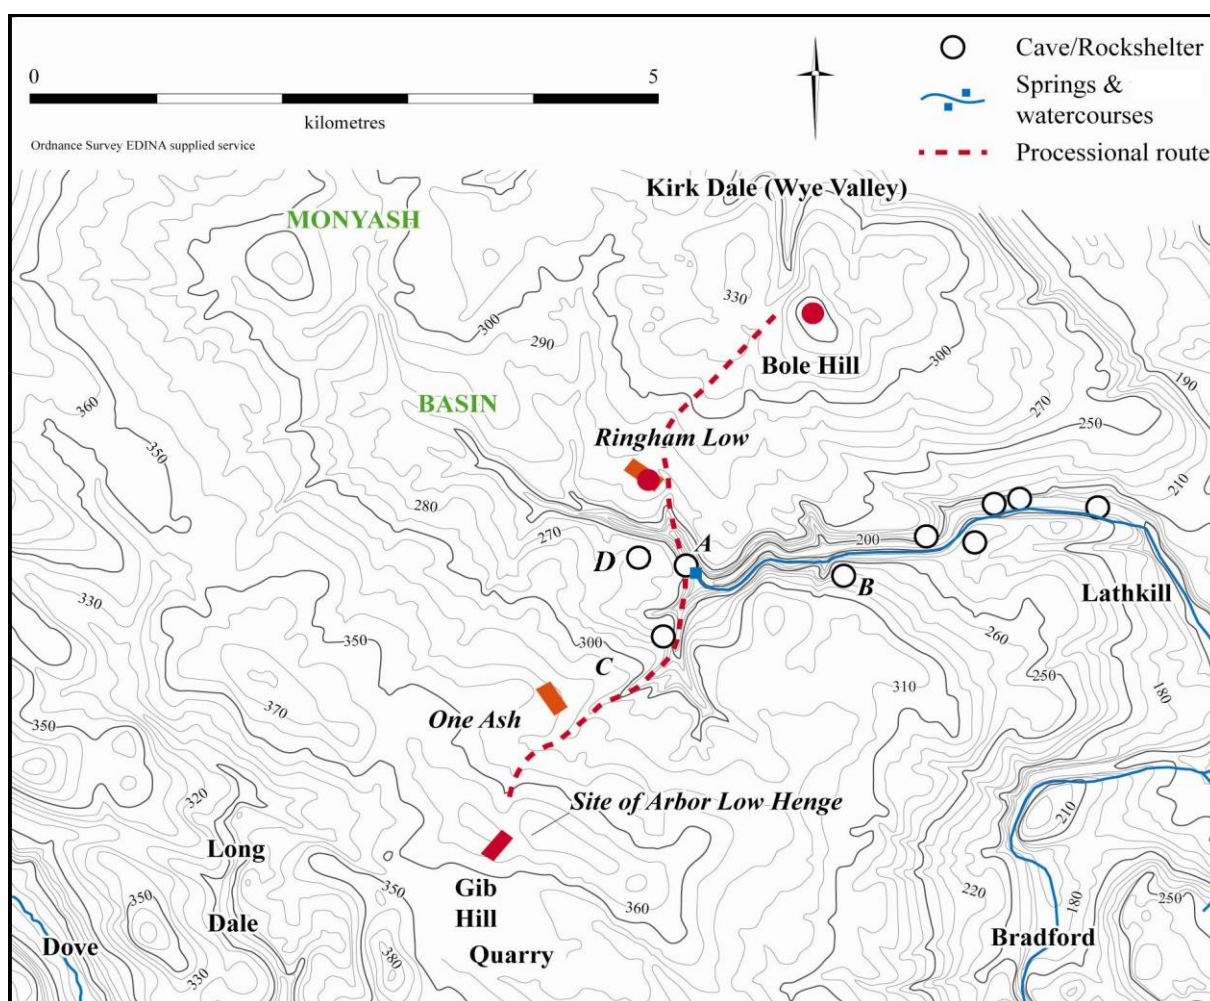 0
5
kilometres
Ordnance Survey EDINA supplied service
Cave/Rockshelter
Springs &
watercourses
Processional route
Kirk Dale (Wye Valley)
MONYASH
330
300
290
Bole Hill
300
190
360
BASIN
270
250
350
Ringham Low
210
280
270
A
200
D
B
Lathkill
330
350
300
C
260
250
310
180
370
One Ash
350
320
Site of Arbor Low Henge
210
Long
350
Gib
Hill
360
220
350
Dale
180
250
Dove
Quarry
Bradford
330
380